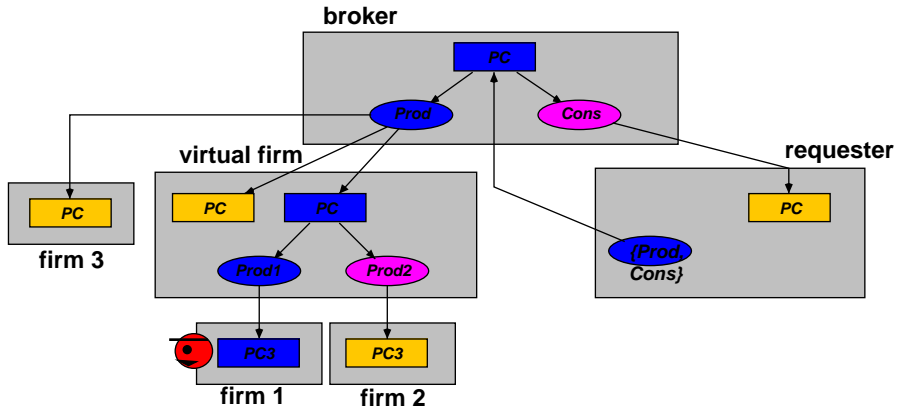 broker
PC
Prod
Cons
virtual firm
requester
PC
PC
PC
PC
firm 3
Prod1
Prod2
{Prod,
Cons}
PC3
PC3
firm 1
firm 2